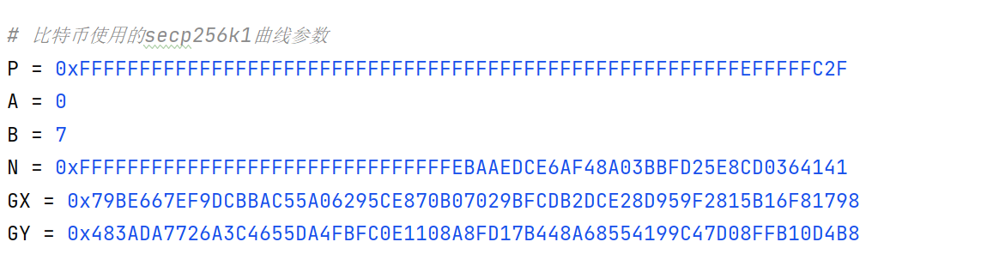 # 比特币使用的secp256k1曲线参数
P = 0xFFFFFFFFFFFFFFFFFFFFFFFFFFFFFFFFFFFFFFFFFFFFFFFFFFFFFFFEFFFFFC2F
A = 0
B = 7
N = 0xFFFFFFFFFFFFFFFFFFFFFFFFFFFFFFFEBAAEDCE6AF48A03BBFD25E8CD0364141
GX = 0x79BE667EF9DCBBAC55A06295CE870B07029BFCDB2DCE28D959F2815B16F81798
GY = 0x483ADA7726A3C4655DA4FBFC0E1108A8FD17B448A68554199C47D08FFB10D4B8